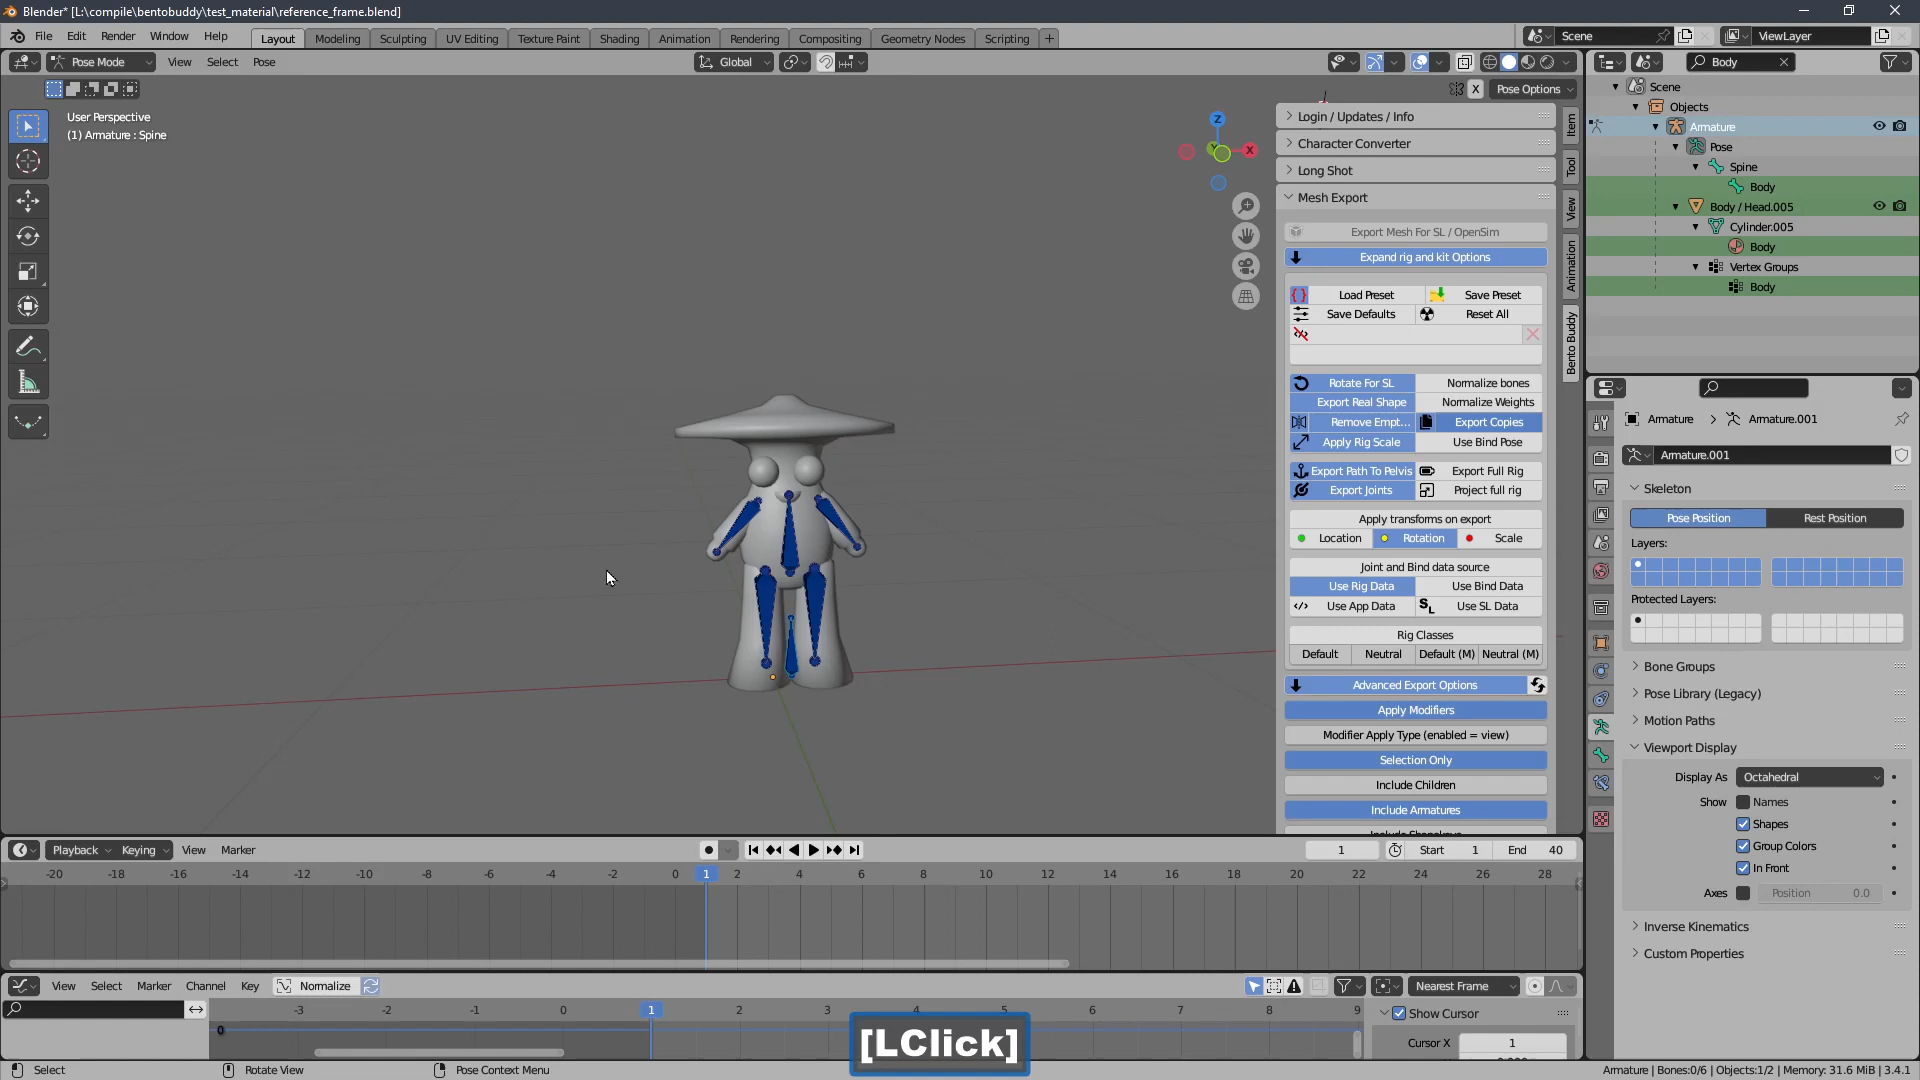 Blender* [L:\compile\bentobuddy\test_material\reference_frame.blend]
File Edit Render Window Help Layout Modeling Sculpting UV Editing Texture Paint Shading Animation Rendering Compositing Geometry Nodes Scripting + Scene ViewLayer
Pose Mode View Select Pose Global Body
X Pose Options
User Perspective
(1) Armature : Spine
Z
Y
X
Login / Updates / Info
Character Converter
Long Shot
Mesh Export
Export Mesh For SL / OpenSim
Expand rig and kit Options
Load Preset Save Preset
Save Defaults Reset All
Rotate For SL Normalize bones
Export Real Shape Normalize Weights
Remove Empt... Export Copies
Apply Rig Scale Use Bind Pose
Export Path To Pelvis Export Full Rig
Export Joints Project full rig
Apply transforms on export
Location Rotation Scale
Joint and Bind data source
Use Rig Data Use Bind Data
Use App Data SL Use SL Data
Rig Classes
Default Neutral Default (M) Neutral (M)
Advanced Export Options
Apply Modifiers
Modifier Apply Type (enabled = view)
Selection Only
Include Children
Include Armatures
Include Shapekeys
Item
Tool
View
Animation
Bento Buddy
Scene
Objects
Armature
Pose
Spine
Body
Body / Head.005
Cylinder.005
Body
Vertex Groups
Body
Armature > Armature.001
Armature.001
Skeleton
Pose Position Rest Position
Layers:
Protected Layers:
Bone Groups
Pose Library (Legacy)
Motion Paths
Viewport Display
Display As Octahedral
Show Names
Shapes
Group Colors
In Front
Axes Position 0.0
Inverse Kinematics
Custom Properties
Playback Keying View Marker 1 Start 1 End 40
-20 -18 -16 -14 -12 -10 -8 -6 -4 -2 0 1 2 4 6 8 10 12 14 16 18 20 22 24 26 28
View Select Marker Channel Key Normalize Nearest Frame
-3 -2 -1 0 1 2 3 4 5 6 7 8 9
0
Show Cursor
Cursor X 1
[LClick]
Select Rotate View Pose Context Menu Armature | Bones:0/6 | Objects:1/2 | Memory: 31.6 MiB | 3.4.1